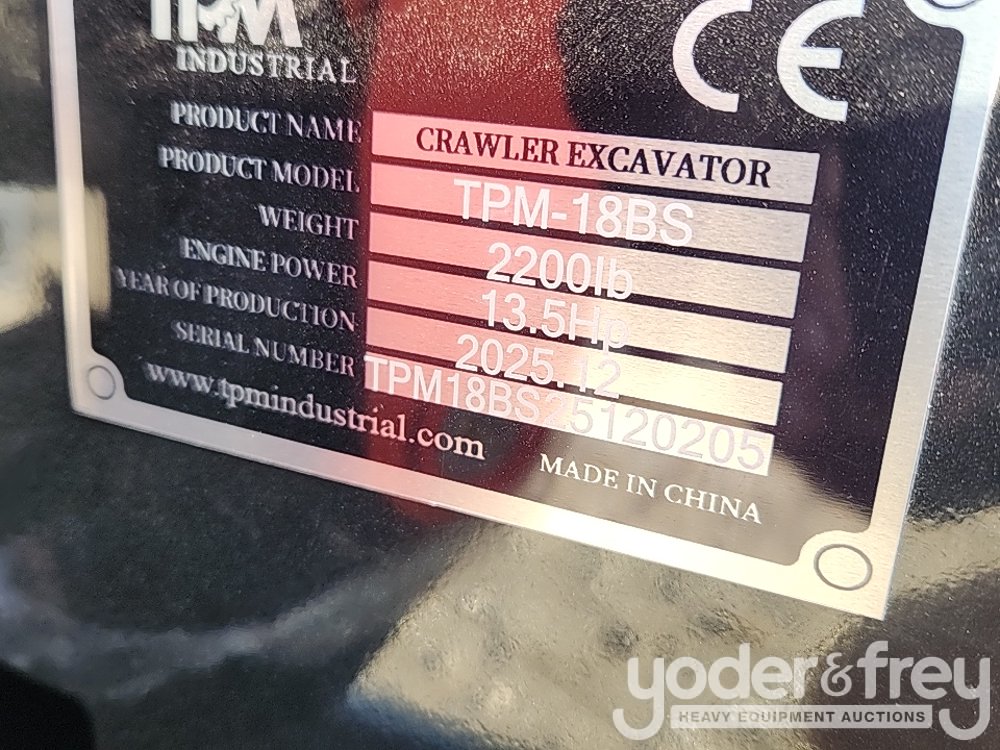 TPM
INDUSTRIAL
CE
PRODUCT NAME CRAWLER EXCAVATOR
PRODUCT MODEL TPM-18BS
WEIGHT 2200lb
ENGINE POWER 13.5Hp
YEAR OF PRODUCTION 2025.12
SERIAL NUMBER TPM18BS25120205
www.tpmindustrial.com
MADE IN CHINA
yoder&frey
HEAVY EQUIPMENT AUCTIONS